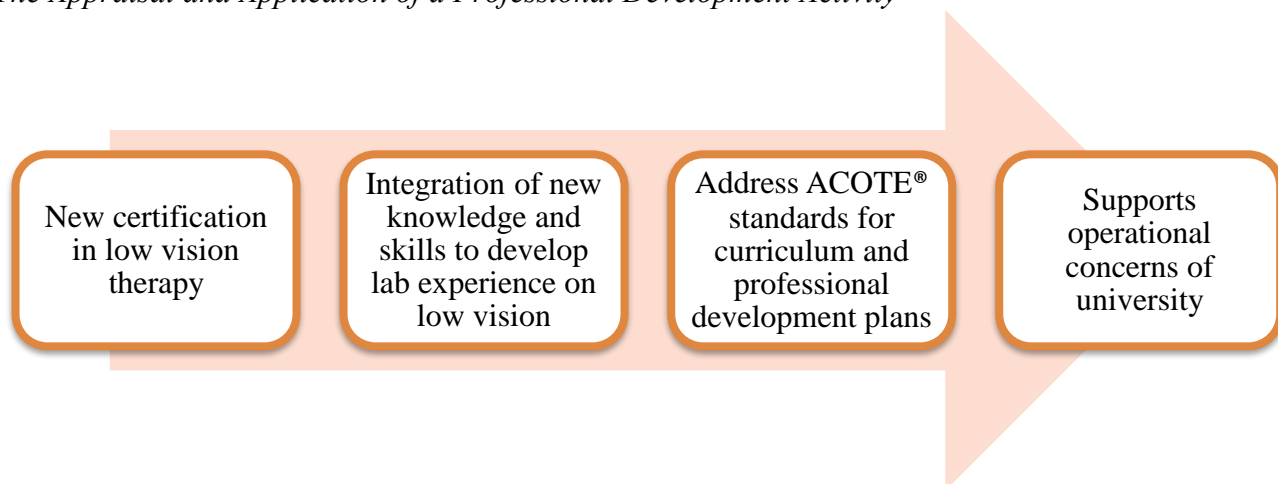 The Appraisal and Application of a Professional Development Activity
New certification
in low vision
therapy
Integration of new
knowledge and
skills to develop
lab experience on
low vision
Address ACOTE®
standards for
curriculum and
professional
development plans
Supports
operational
concerns of
university